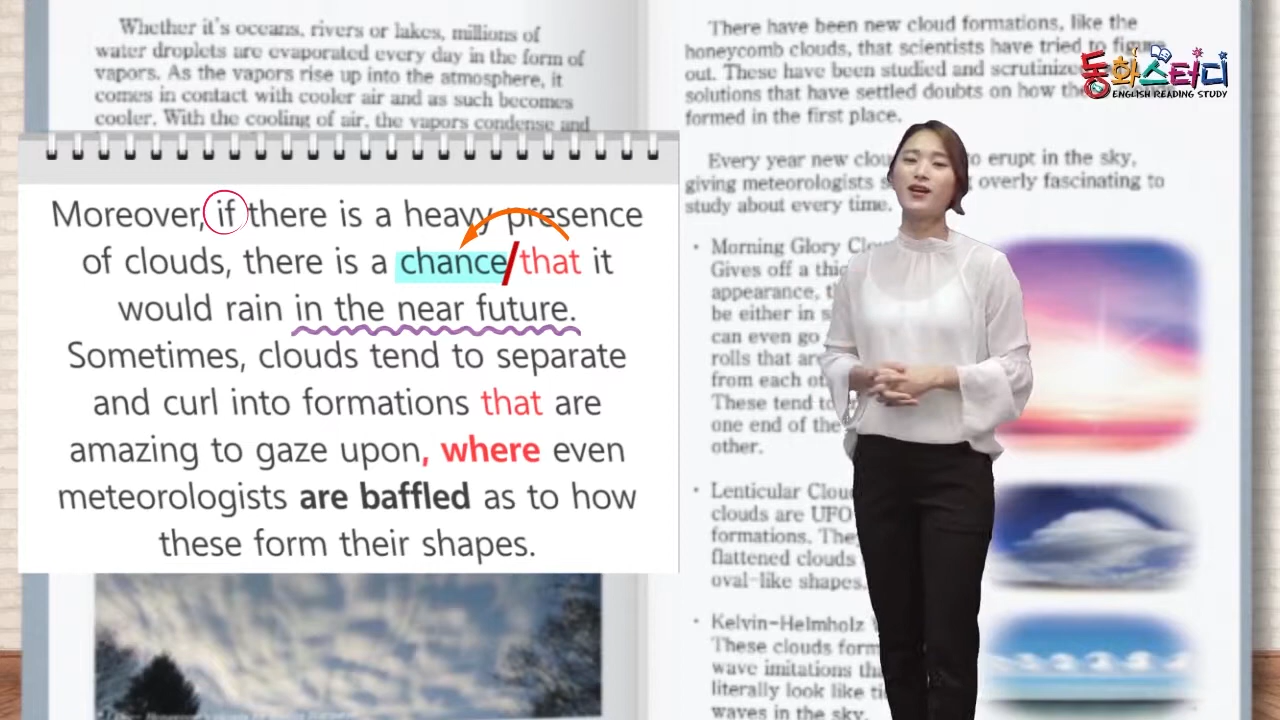 Whether it's oceans, rivers or lakes, millions of
water droplets are evaporated every day in the form of
vapors. As the vapors rise up into the atmosphere, it
comes in contact with cooler air and as such becomes
cooler. With the cooling of air, the vapors condense and
Moreover, if there is a heavy presence
of clouds, there is a chance/that it
would rain in the near future.
Sometimes, clouds tend to separate
and curl into formations that are
amazing to gaze upon, where even
meteorologists are baffled as to how
these form their shapes.
There have been new cloud formations, like the
honeycomb clouds, that scientists have tried to figure
out. These have been studied and scrutinize
solutions that have settled doubts on how the
formed in the first place.
동화스터디
ENGLISH READING STUDY
Every year new clou to erupt in the sky,
giving meteorologists s overly fascinating to
study about every time.
· Morning Glory Clo
Gives off a thi
appearance, t
be either in s
can even go
rolls that are
from each ot
These tend to
one end of the
other.
· Lenticular Clou
clouds are UFO
formations. The
flattened clouds
oval-like shapes.
· Kelvin-Helmholz
These clouds form
wave imitations tha
literally look like ti
waves in the sky.